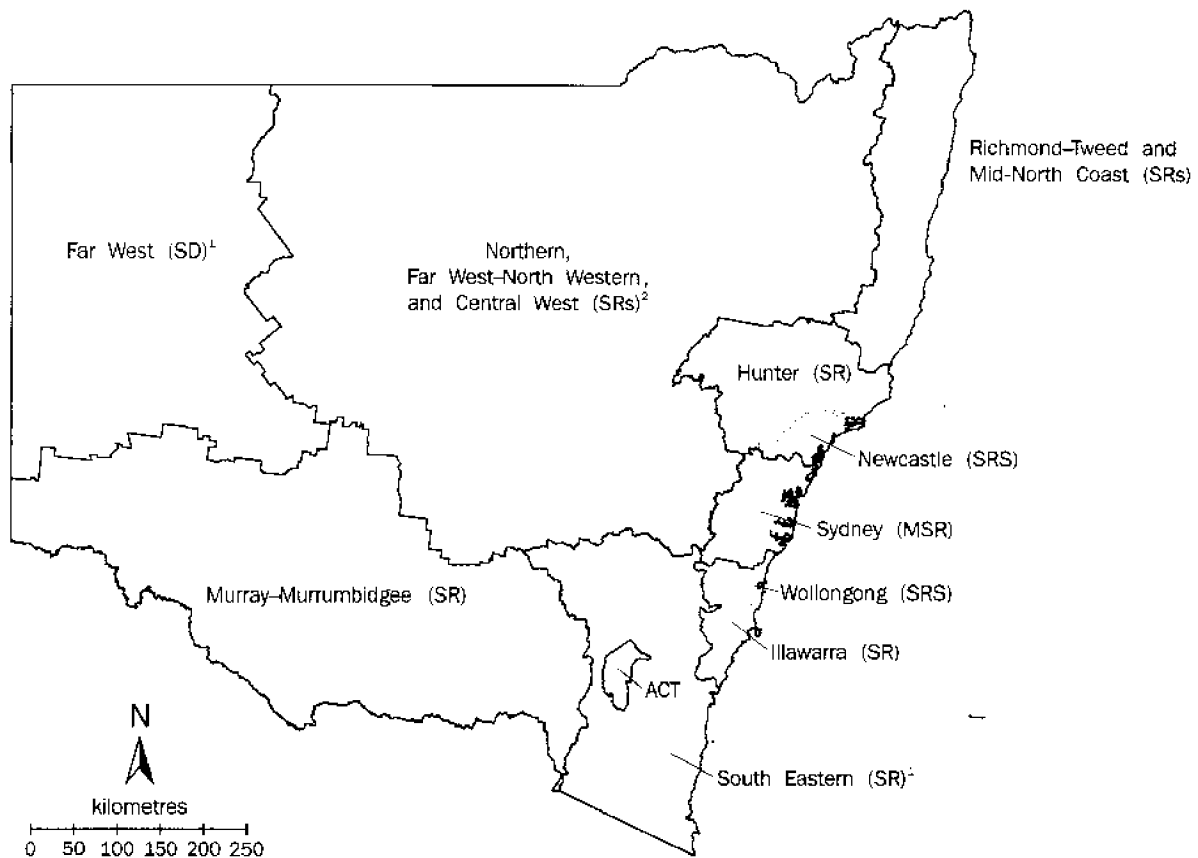 Richmond–Tweed and
Mid-North Coast (SRs)
Far West (SD)¹
Northern,
Far West–North Western,
and Central West (SRs)²
Hunter (SR)
Newcastle (SRS)
Sydney (MSR)
Murray–Murrumbidgee (SR)
Wollongong (SRS)
Illawarra (SR)
ACT
N
South Eastern (SR)¹
kilometres
0 50 100 150 200 250